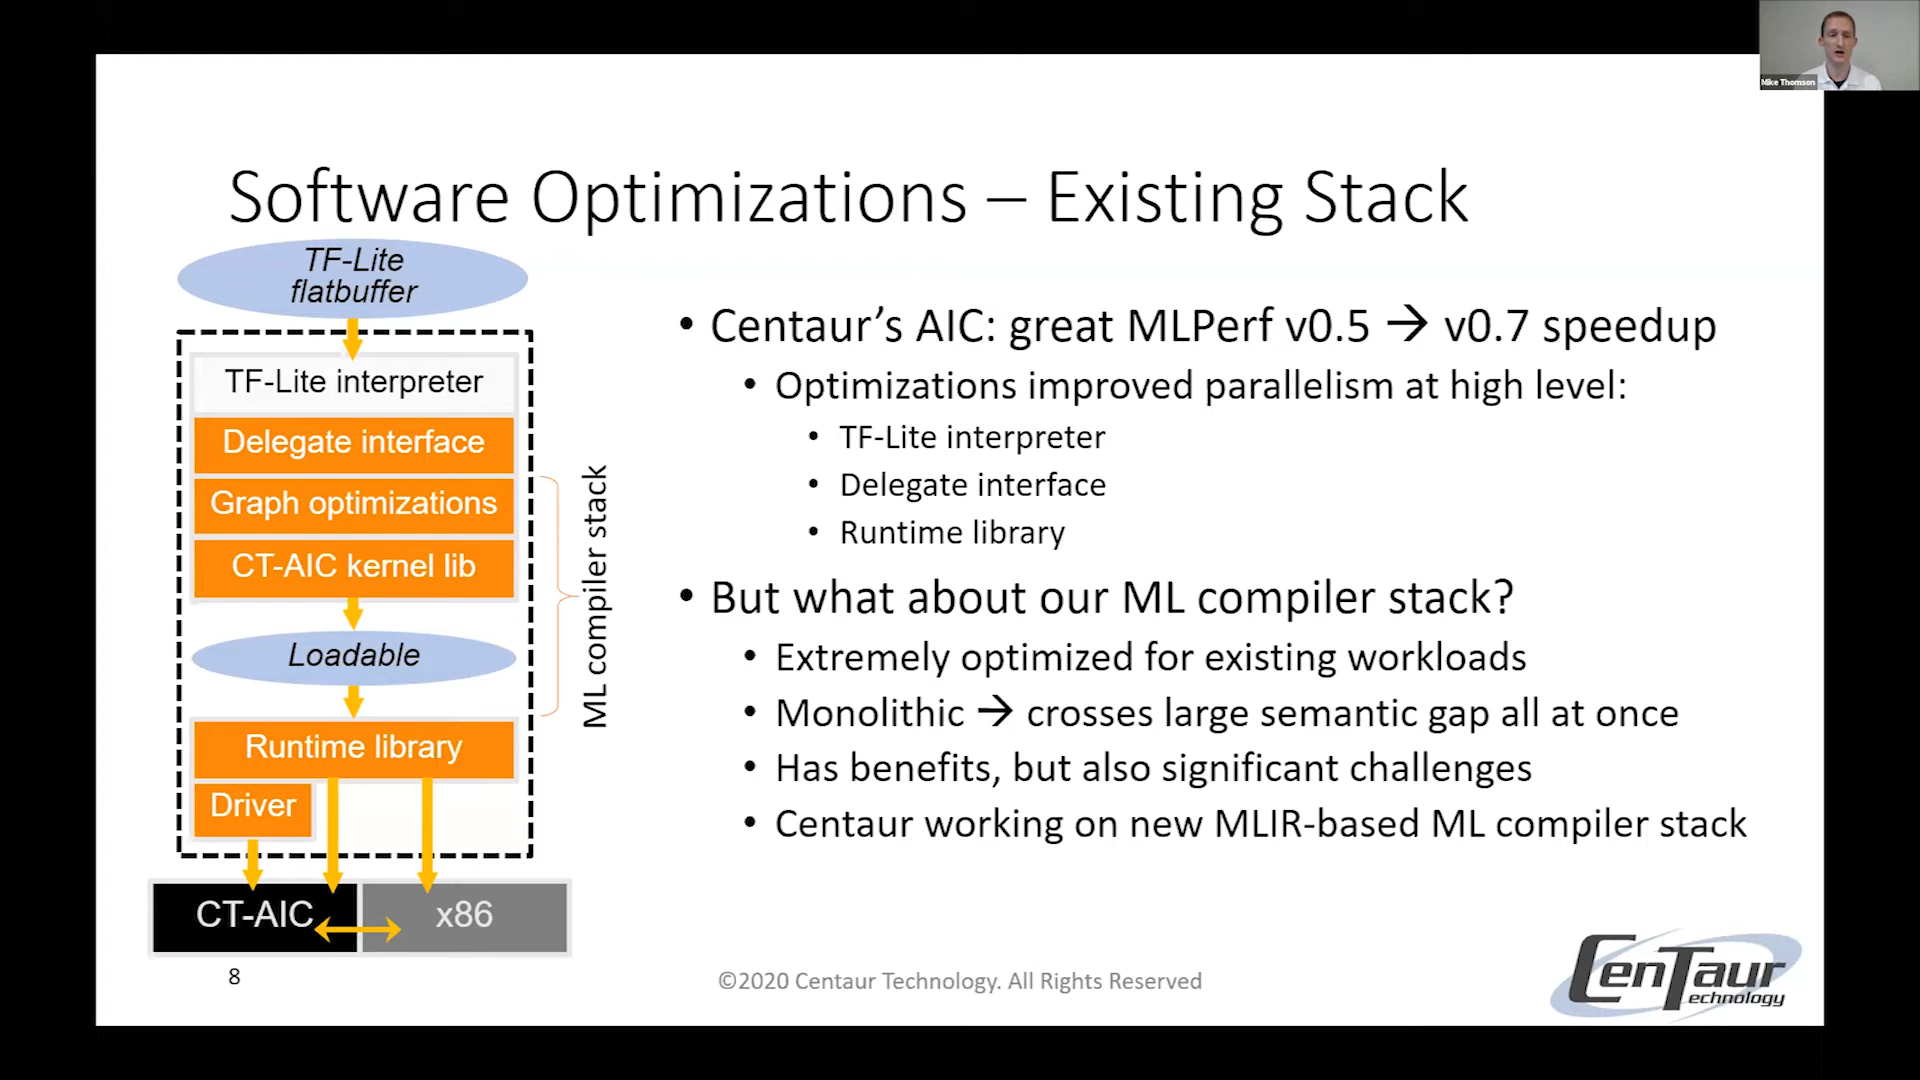 Mike Thomson
Software Optimizations – Existing Stack
TF-Lite
flatbuffer
TF-Lite interpreter
Delegate interface
Graph optimizations
CT-AIC kernel lib
Loadable
Runtime library
Driver
CT-AIC
x86
ML compiler stack
• Centaur’s AIC: great MLPerf v0.5 → v0.7 speedup
• Optimizations improved parallelism at high level:
• TF-Lite interpreter
• Delegate interface
• Runtime library
• But what about our ML compiler stack?
• Extremely optimized for existing workloads
• Monolithic → crosses large semantic gap all at once
• Has benefits, but also significant challenges
• Centaur working on new MLIR-based ML compiler stack
8
©2020 Centaur Technology. All Rights Reserved
CenTaur
Technology